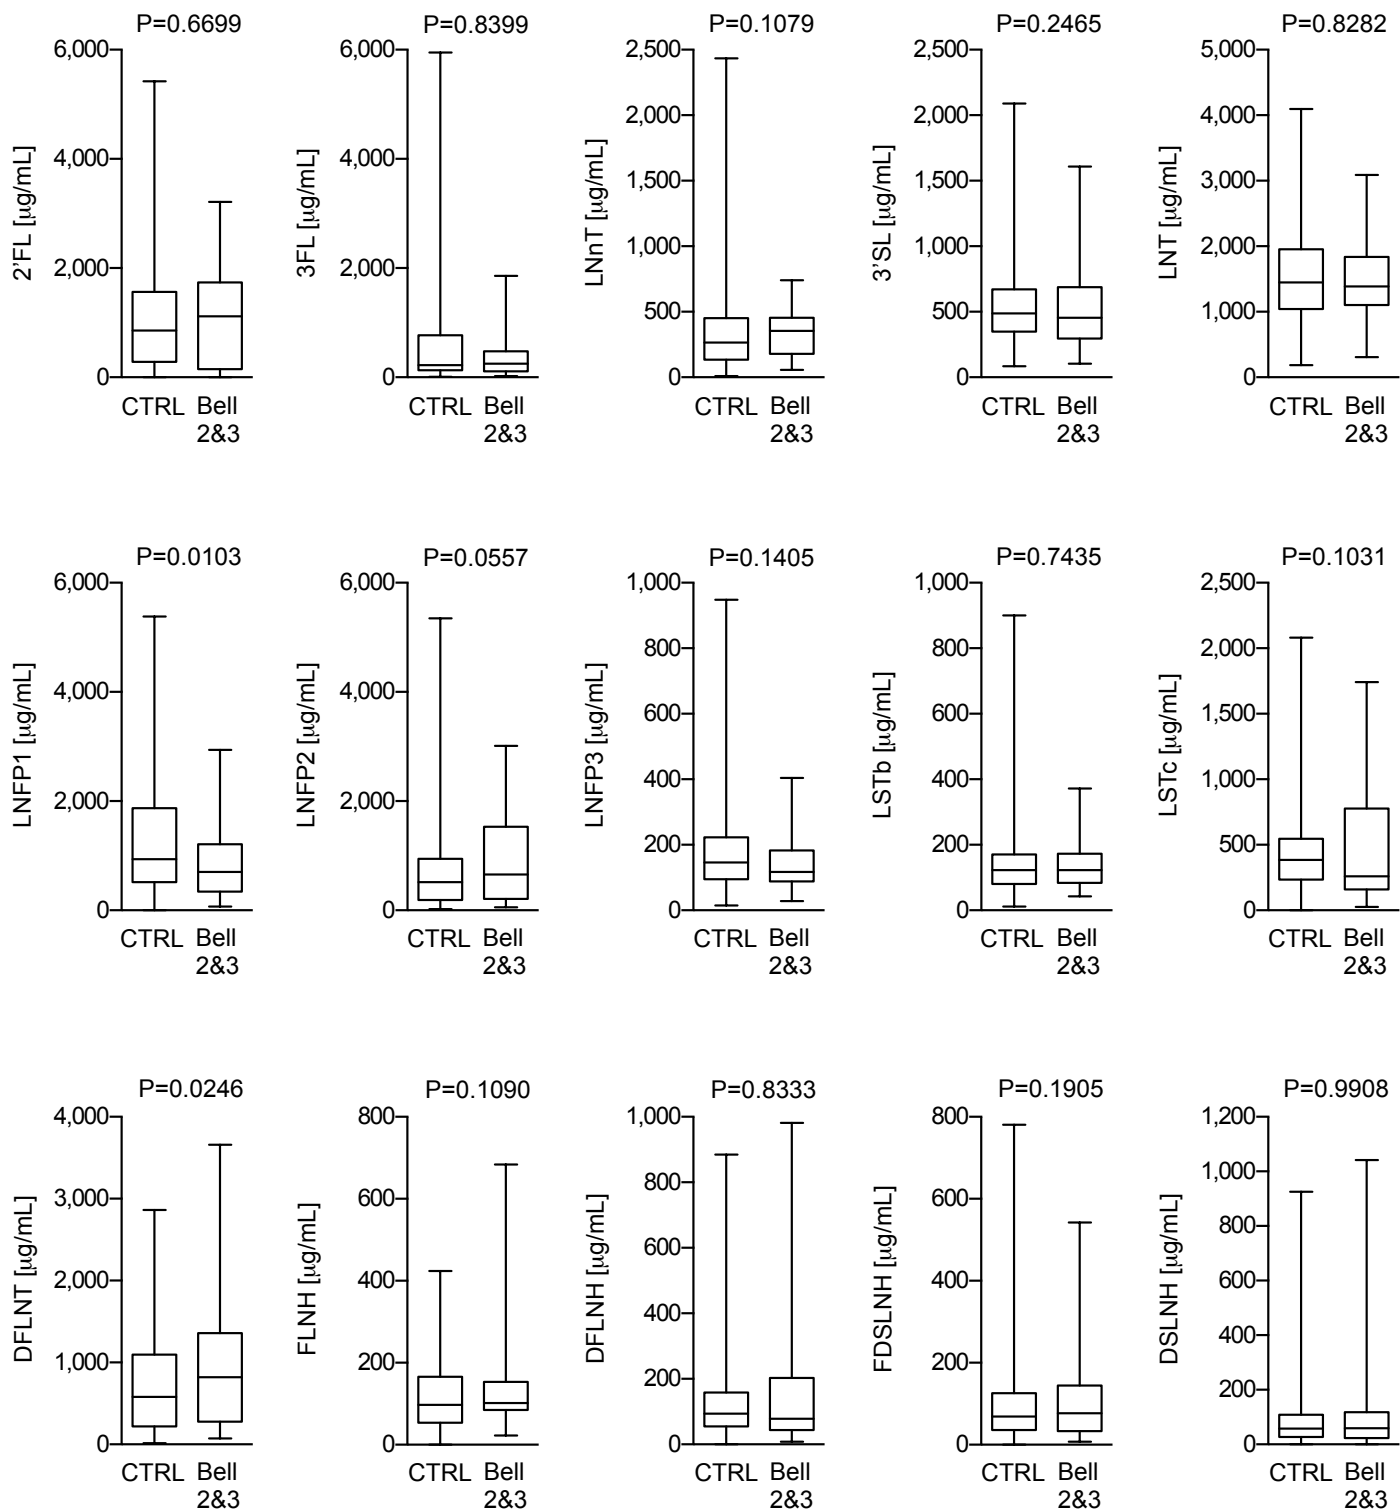 P=0.6699
6,000
4,000
2,000
0
2'FL [µg/mL]
CTRL Bell
2&3
P=0.8399
6,000
4,000
2,000
0
3FL [µg/mL]
CTRL Bell
2&3
P=0.1079
2,500
2,000
1,500
1,000
500
0
LNnT [µg/mL]
CTRL Bell
2&3
P=0.2465
2,500
2,000
1,500
1,000
500
0
3'SL [µg/mL]
CTRL Bell
2&3
P=0.8282
5,000
4,000
3,000
2,000
1,000
0
LNT [µg/mL]
CTRL Bell
2&3
P=0.0103
6,000
4,000
2,000
0
LNFP1 [µg/mL]
CTRL Bell
2&3
P=0.0557
6,000
4,000
2,000
0
LNFP2 [µg/mL]
CTRL Bell
2&3
P=0.1405
1,000
800
600
400
200
0
LNFP3 [µg/mL]
CTRL Bell
2&3
P=0.7435
1,000
800
600
400
200
0
LSTb [µg/mL]
CTRL Bell
2&3
P=0.1031
2,500
2,000
1,500
1,000
500
0
LSTc [µg/mL]
CTRL Bell
2&3
P=0.0246
4,000
3,000
2,000
1,000
0
DFLNT [µg/mL]
CTRL Bell
2&3
P=0.1090
800
600
400
200
0
FLNH [µg/mL]
CTRL Bell
2&3
P=0.8333
1,000
800
600
400
200
0
DFLNH [µg/mL]
CTRL Bell
2&3
P=0.1905
800
600
400
200
0
FDSLNH [µg/mL]
CTRL Bell
2&3
P=0.9908
1,200
1,000
800
600
400
200
0
DSLNH [µg/mL]
CTRL Bell
2&3